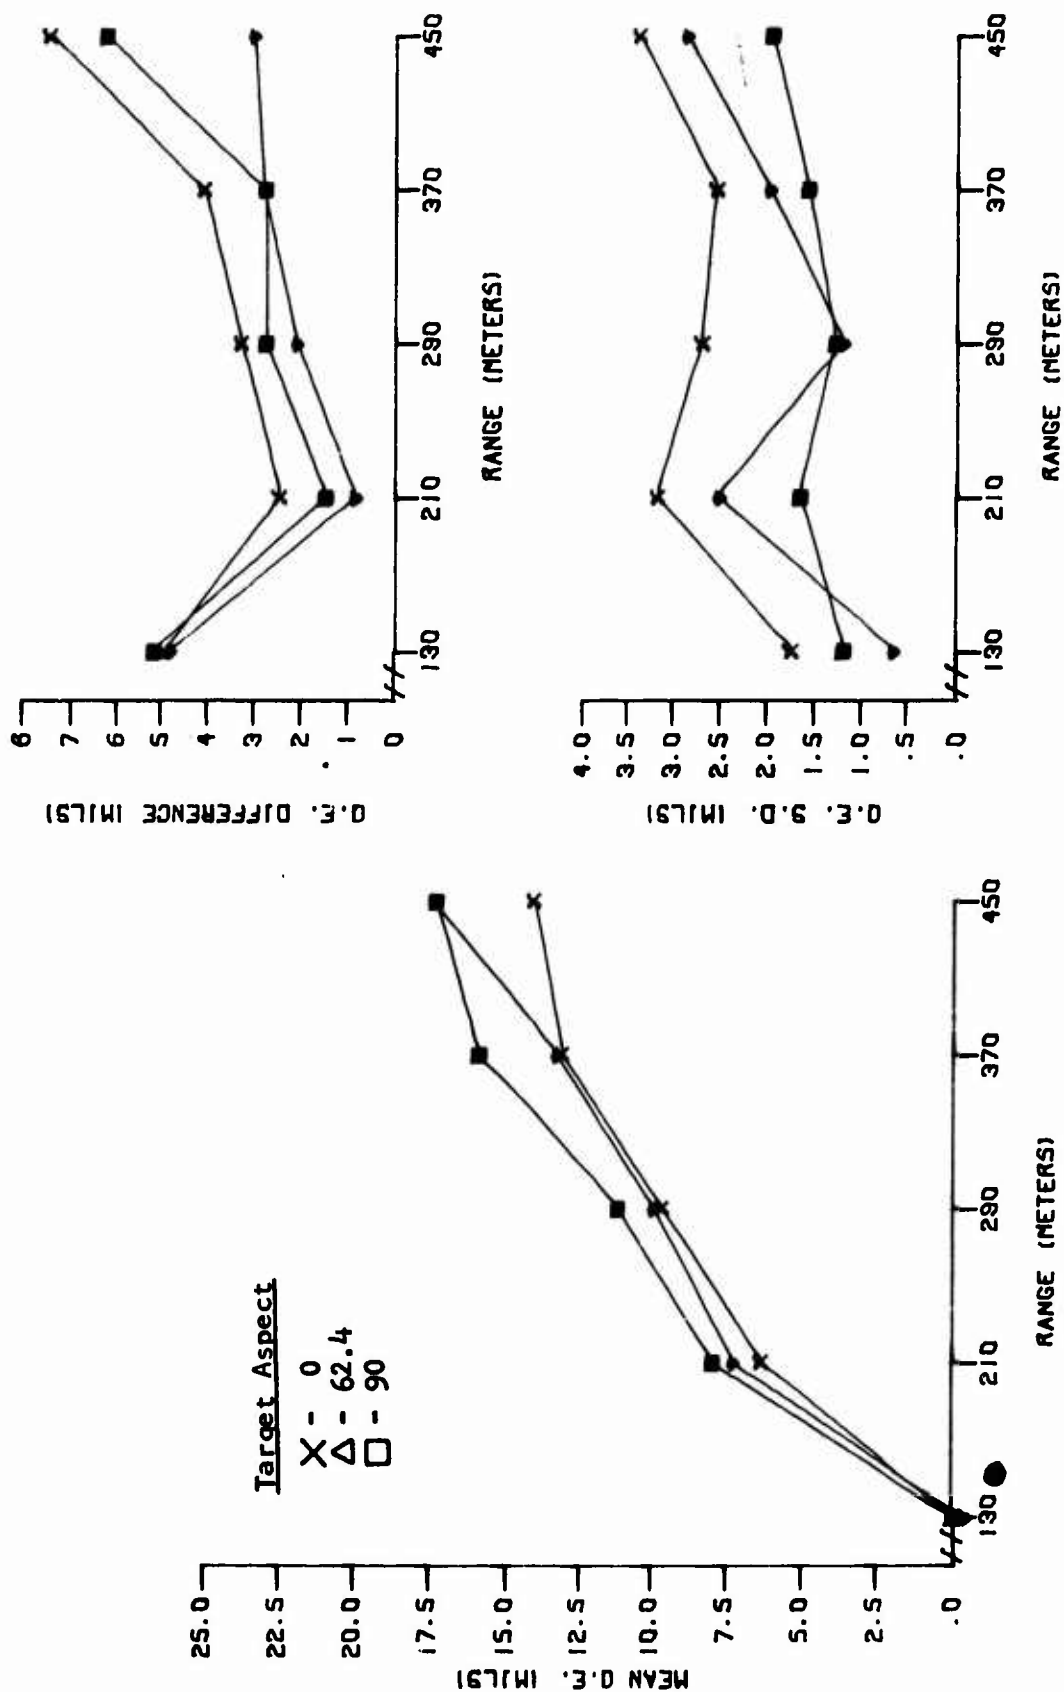 Target Aspect
X - 0
Δ - 62.4
□ - 90
MEAN Q.E. (MILS)
25.0
22.5
20.0
17.5
15.0
12.5
10.0
7.5
5.0
2.5
.0
130 210 290 370 450
RANGE (METERS)
Q.E. DIFFERENCE (MILS)
8
7
6
5
4
3
2
1
0
130 210 290 370 450
RANGE (METERS)
Q.E. S.D. (MILS)
4.0
3.5
3.0
2.5
2.0
1.5
1.0
.5
.0
130 210 290 370 450
RANGE (METERS)